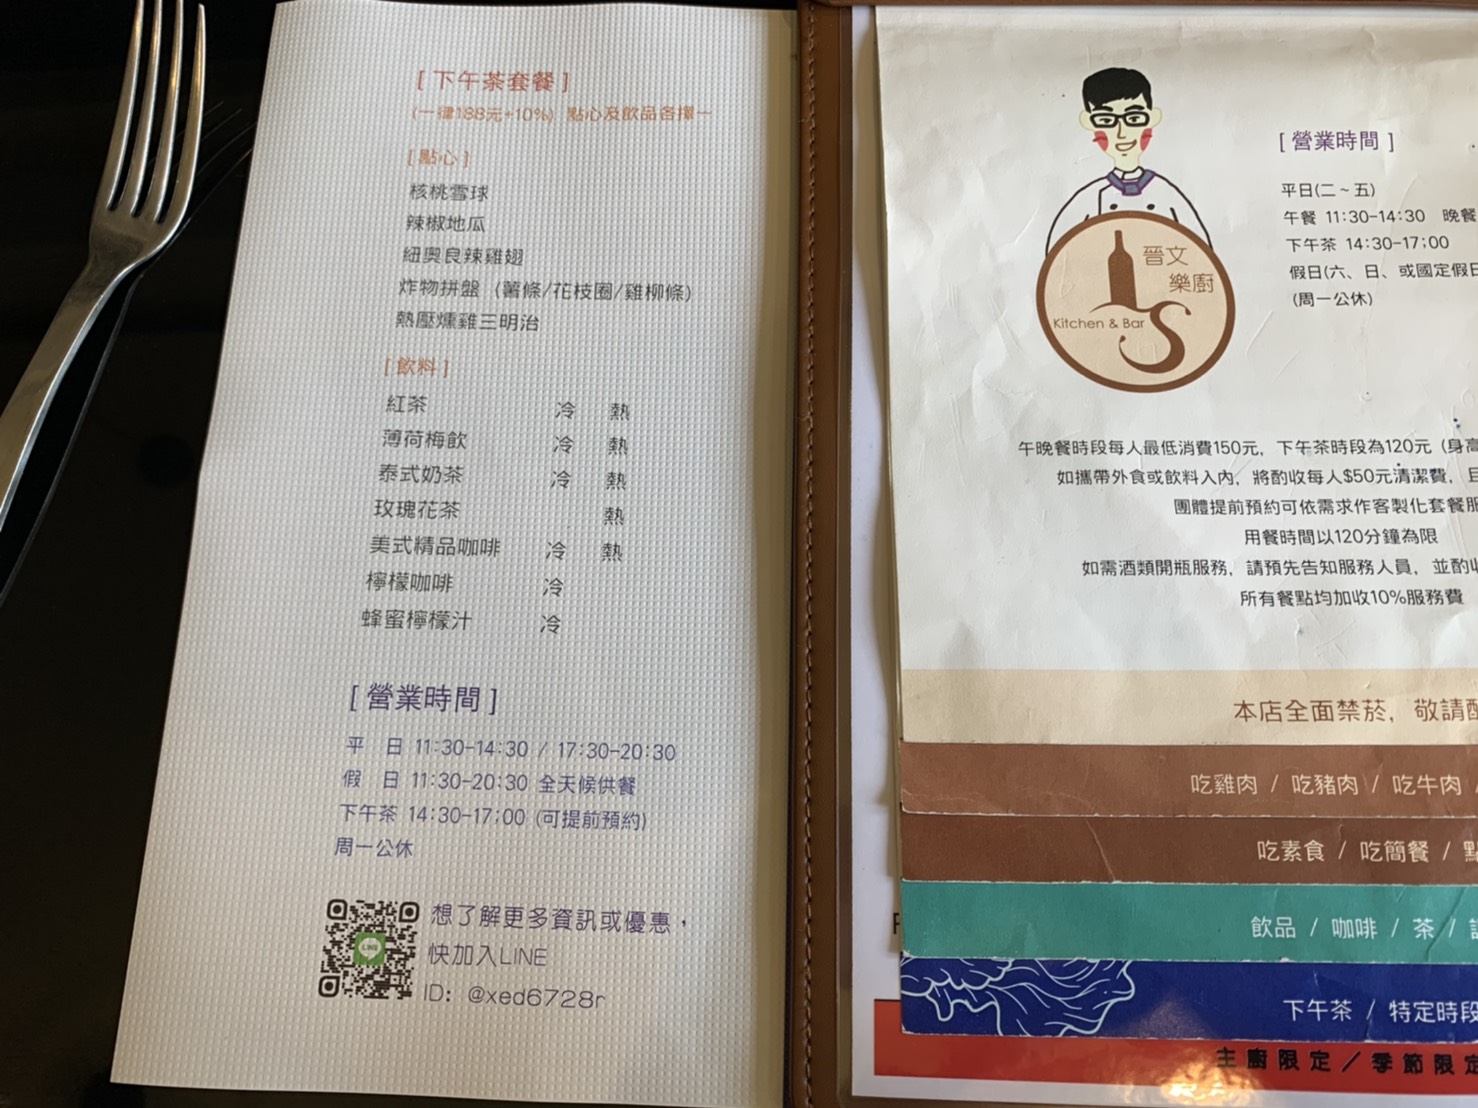 [ 下午茶套餐 ]
(一律188元+10%) 點心及飲品各擇一
[ 點心 ]
核桃雪球
辣椒地瓜
紐奧良辣雞翅
炸物拼盤 (薯條/花枝圈/雞柳條)
熱壓燻雞三明治
[ 飲料 ]
紅茶 冷 熱
薄荷梅飲 冷 熱
泰式奶茶 冷 熱
玫瑰花茶 熱
美式精品咖啡 冷 熱
檸檬咖啡 冷
蜂蜜檸檬汁 冷
[ 營業時間 ]
平 日 11:30-14:30 / 17:30-20:30
假 日 11:30-20:30 全天候供餐
下午茶 14:30-17:00 (可提前預約)
周一公休
想了解更多資訊或優惠，
快加入LINE
ID: @xed6728r
LINE
晉文
樂廚
Kitchen & Bar
[ 營業時間 ]
平日(二~五)
午餐 11:30-14:30 晚餐
下午茶 14:30-17:00
假日(六、日、或國定假日
(周一公休)
午晚餐時段每人最低消費150元, 下午茶時段為120元 (身高
如攜帶外食或飲料入內, 將酌收每人$50元清潔費, 且
團體提前預約可依需求作客製化套餐服
用餐時間以120分鐘為限
如需酒類開瓶服務, 請預先告知服務人員, 並酌收
所有餐點均加收10%服務費
本店全面禁菸, 敬請配
吃雞肉 / 吃豬肉 / 吃牛肉 /
吃素食 / 吃簡餐 / 點
飲品 / 咖啡 / 茶 /
下午茶 / 特定時段
主廚限定／季節限定